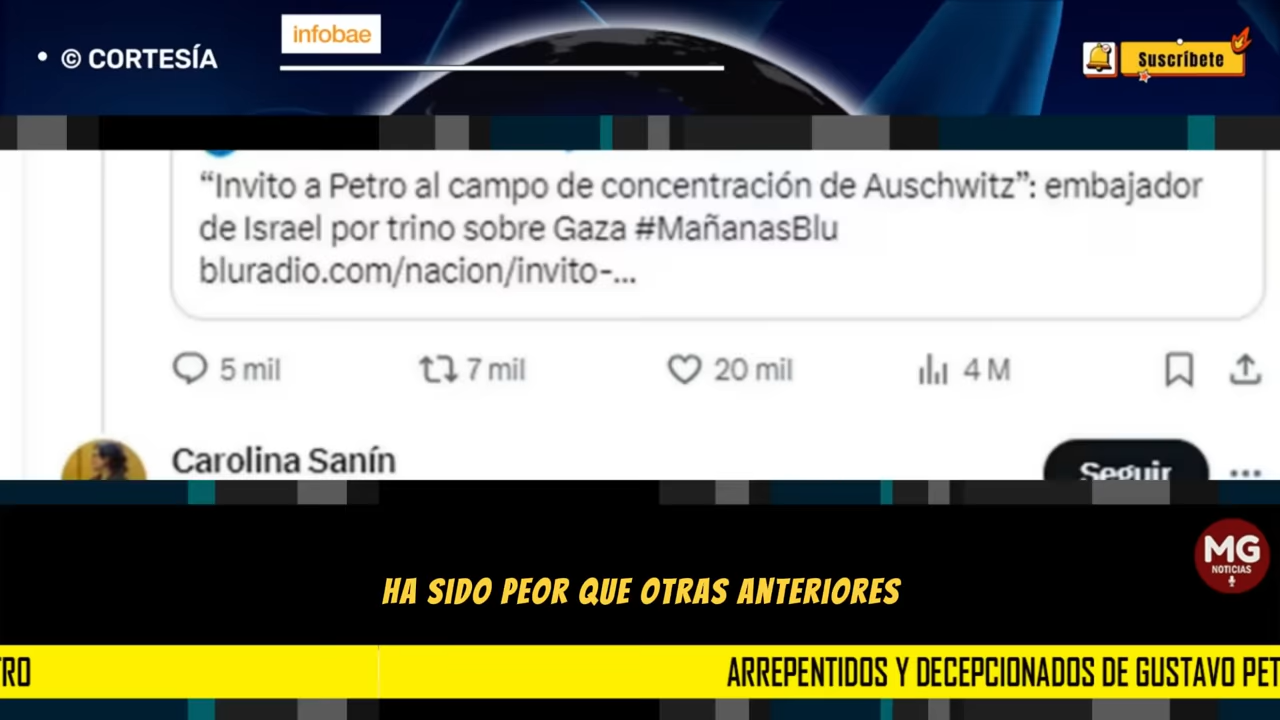 infobae
© CORTESÍA
Suscríbete
“Invito a Petro al campo de concentración de Auschwitz”: embajador
de Israel por trino sobre Gaza #MañanasBlu
bluradio.com/nacion/invito-...
5 mil 7 mil 20 mil 4 M
Carolina Sanín Seguir
MG
NOTICIAS
HA SIDO PEOR QUE OTRAS ANTERIORES
TRO ARREPENTIDOS Y DECEPCIONADOS DE GUSTAVO PET